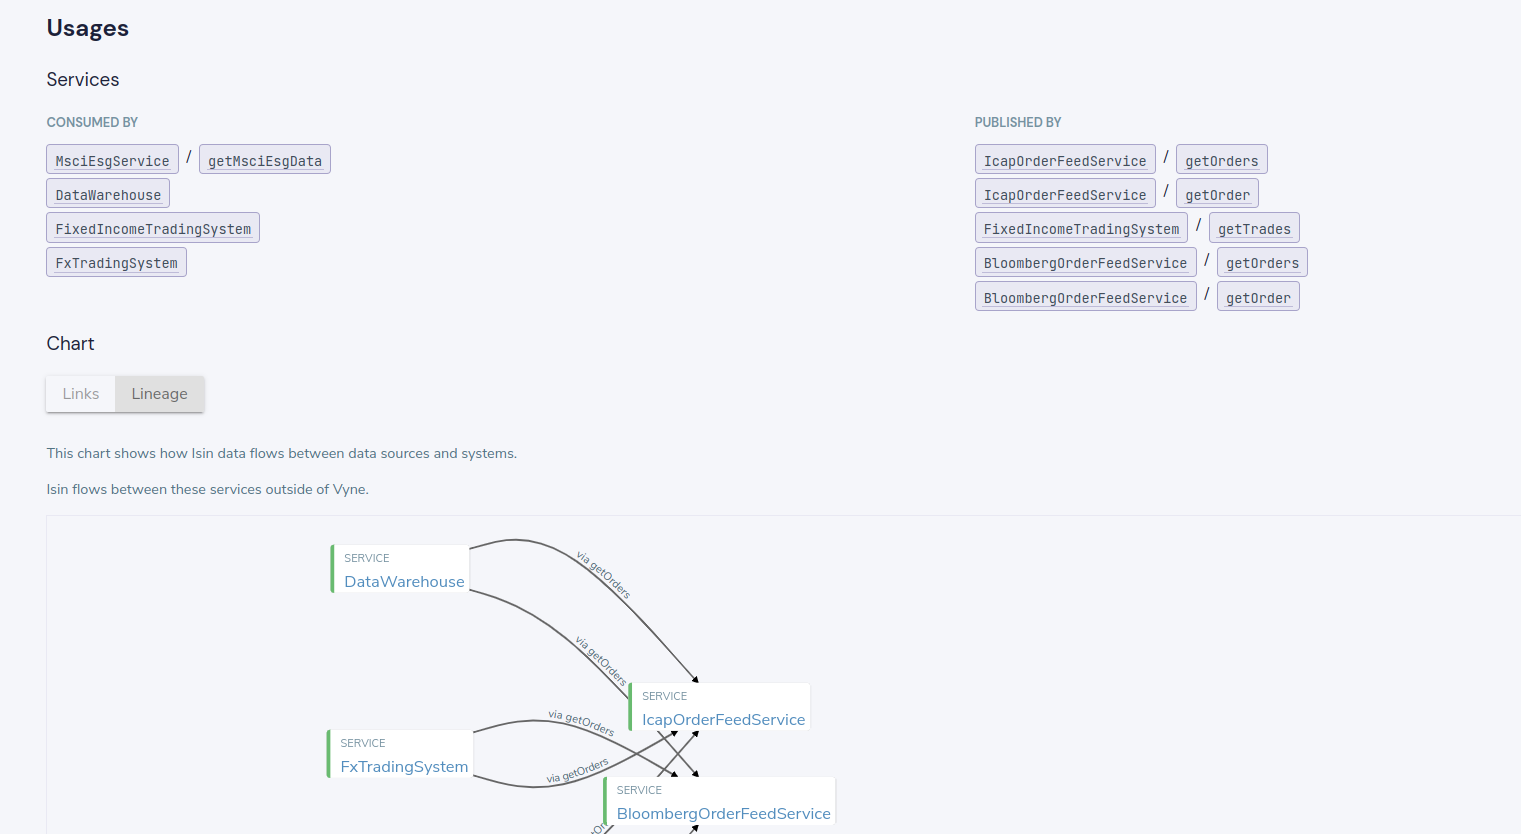 Usages
Services
CONSUMED BY
MsciEsgService / getMsciEsgData
DataWarehouse
FixedIncomeTradingSystem
FxTradingSystem
PUBLISHED BY
IcapOrderFeedService / getOrders
IcapOrderFeedService / getOrder
FixedIncomeTradingSystem / getTrades
BloombergOrderFeedService / getOrders
BloombergOrderFeedService / getOrder
Chart
Links Lineage
This chart shows how Isin data flows between data sources and systems.
Isin flows between these services outside of Vyne.
SERVICE
DataWarehouse
via getOrders
via getOrders
SERVICE
IcapOrderFeedService
via getOrders
SERVICE
FxTradingSystem
via getOrders
SERVICE
BloombergOrderFeedService